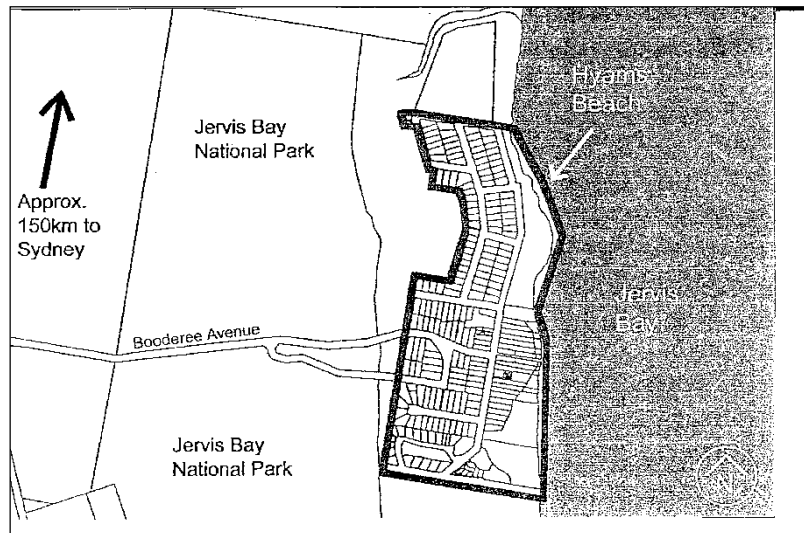 Hyams
Beach
Jervis Bay
National Park
Approx.
150km to
Sydney
Jervis
Bay
Booderee Avenue
Jervis Bay
National Park
N